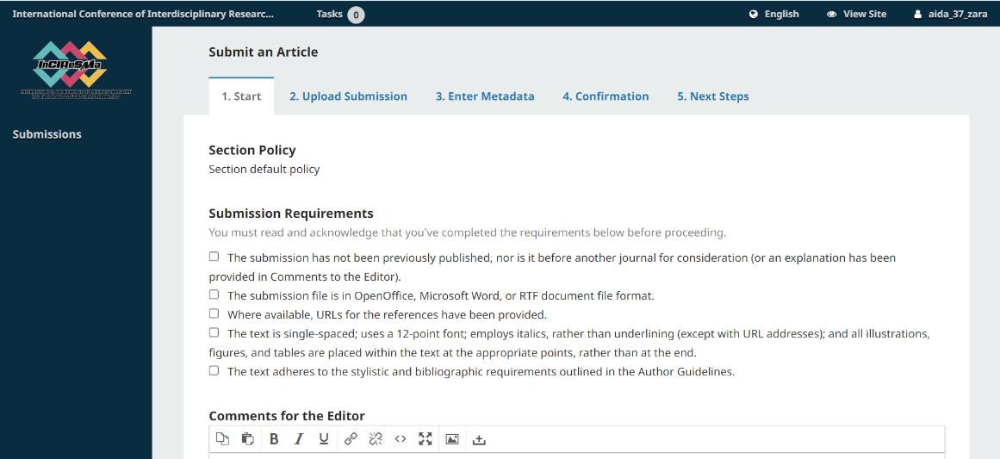 International Conference of Interdisciplinary Researc...
Tasks 0
English
View Site
aida_37_zara
InCIReSMa
Submissions
Submit an Article
1. Start
2. Upload Submission
3. Enter Metadata
4. Confirmation
5. Next Steps
Section Policy
Section default policy
Submission Requirements
You must read and acknowledge that you've completed the requirements below before proceeding.
The submission has not been previously published, nor is it before another journal for consideration (or an explanation has been
provided in Comments to the Editor).
The submission file is in OpenOffice, Microsoft Word, or RTF document file format.
Where available, URLs for the references have been provided.
The text is single-spaced; uses a 12-point font; employs italics, rather than underlining (except with URL addresses); and all illustrations,
figures, and tables are placed within the text at the appropriate points, rather than at the end.
The text adheres to the stylistic and bibliographic requirements outlined in the Author Guidelines.
Comments for the Editor
B I U